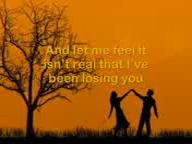 And let me feel it
isn't real that I've
been losing you